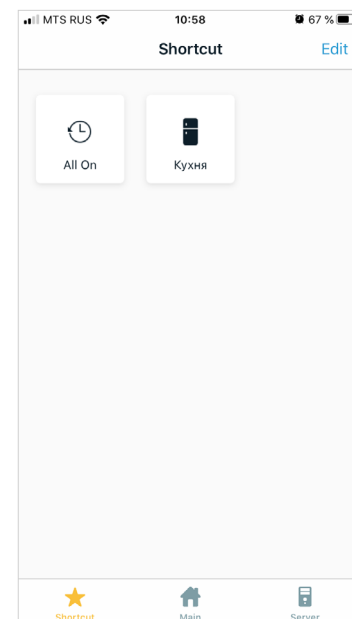 MTS RUS 10:58 67 %
Shortcut Edit
All On Кухня
Shortcut Main Server